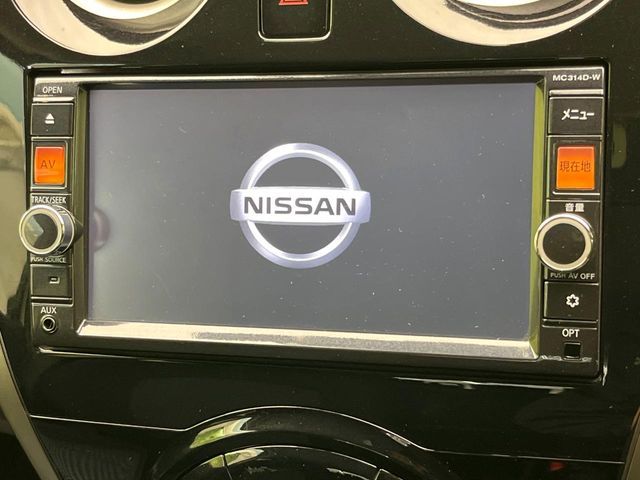 OPEN
MC314D-W
メニュー
AV
現在地
TRACK/SEEK
音量
NISSAN
PUSH SOURCE
PUSH AV OFF
AUX
OPT